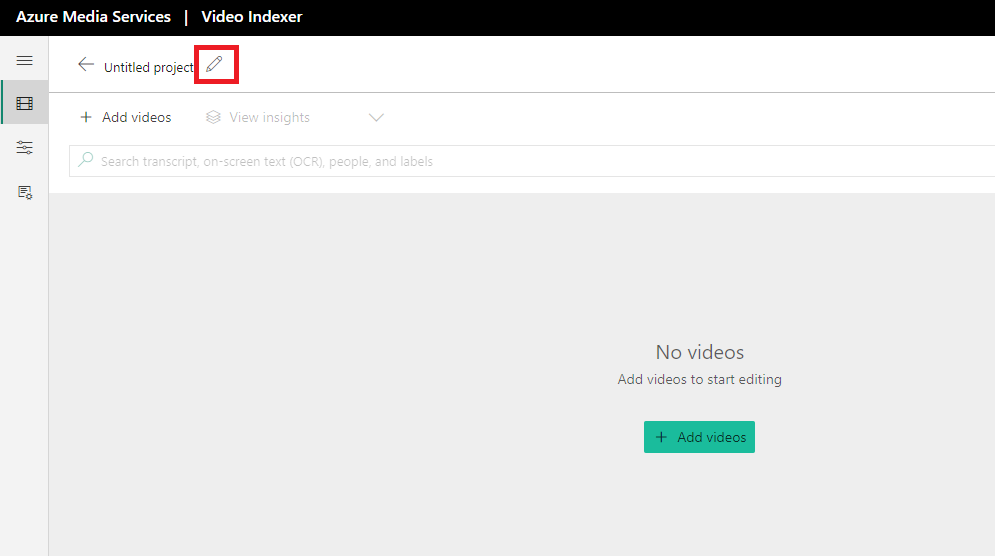 Azure Media Services | Video Indexer
Untitled project
Add videos View insights
Search transcript, on-screen text (OCR), people, and labels
No videos
Add videos to start editing
+ Add videos